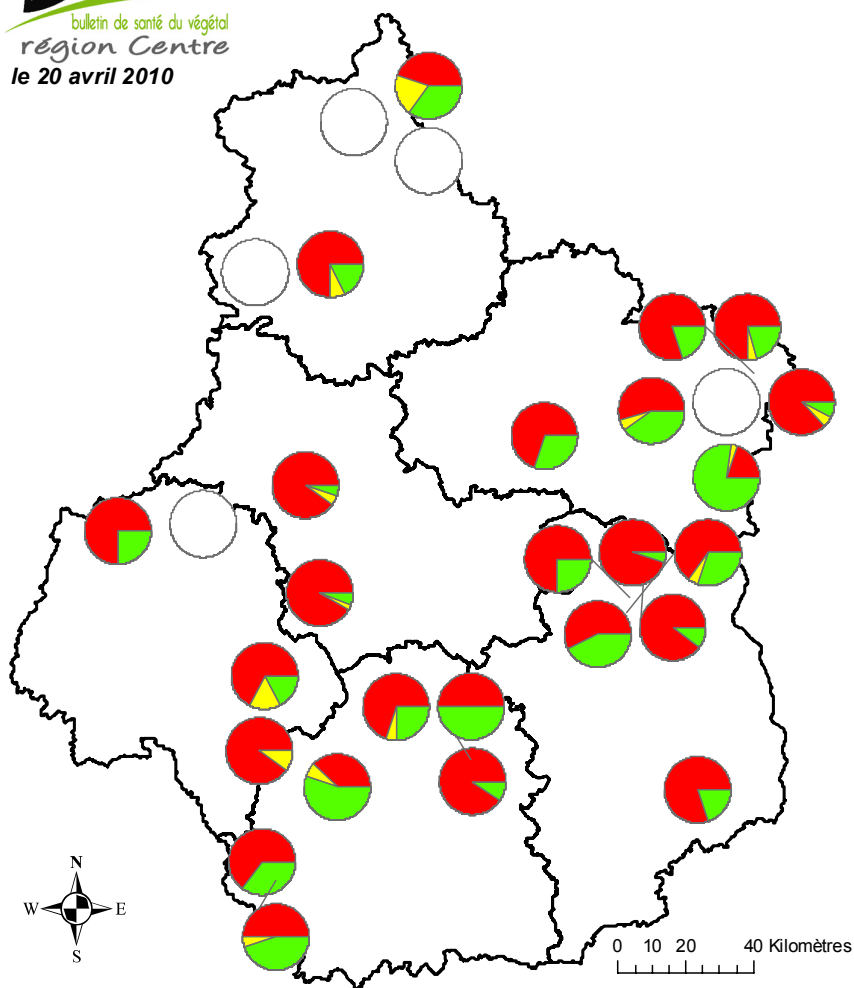 bulletin de santé du végétal
région Centre
le 20 avril 2010
N
W E
S
0 10 20 40 Kilomètres